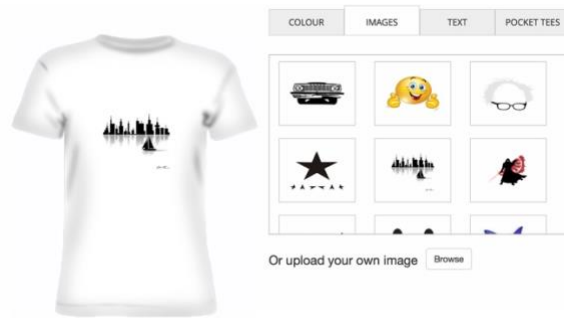 COLOUR
IMAGES
TEXT
POCKET TEES
Or upload your own image
Browse